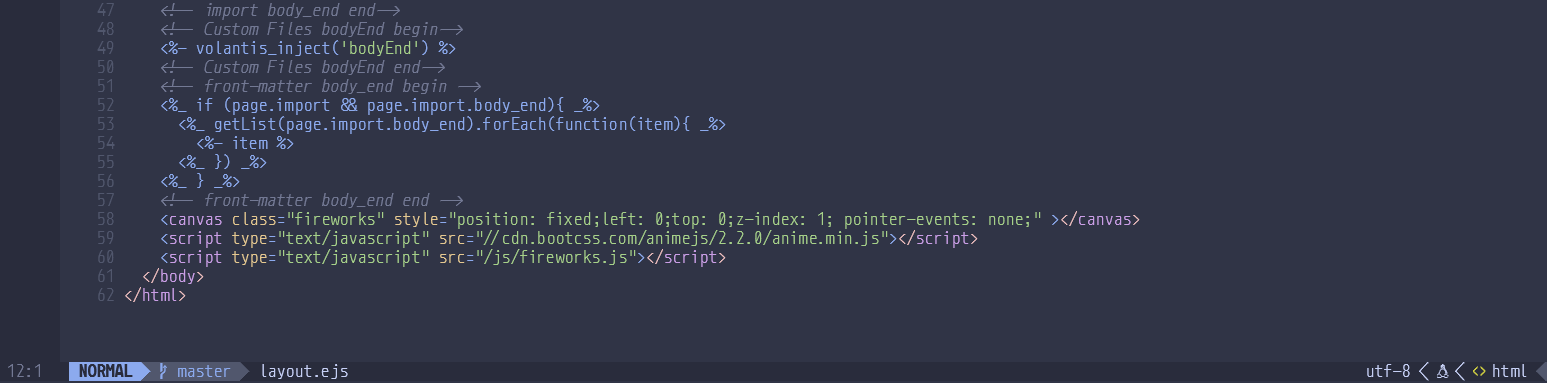 47 <!-- import body_end end-->
48 <!-- Custom Files bodyEnd begin-->
49 <%- volantis_inject('bodyEnd') %>
50 <!-- Custom Files bodyEnd end-->
51 <!-- front-matter body_end begin -->
52 <%_ if (page.import && page.import.body_end){ _%>
53 <%_ getList(page.import.body_end).forEach(function(item){ _%>
54 <%- item %>
55 <%_ }) _%>
56 <%_ } _%>
57 <!-- front-matter body_end end -->
58 <canvas class="fireworks" style="position: fixed;left: 0;top: 0;z-index: 1; pointer-events: none;" ></canvas>
59 <script type="text/javascript" src="//cdn.bootcss.com/animejs/2.2.0/anime.min.js"></script>
60 <script type="text/javascript" src="/js/fireworks.js"></script>
61 </body>
62 </html>
12:1 NORMAL master layout.ejs utf-8 < < <> html